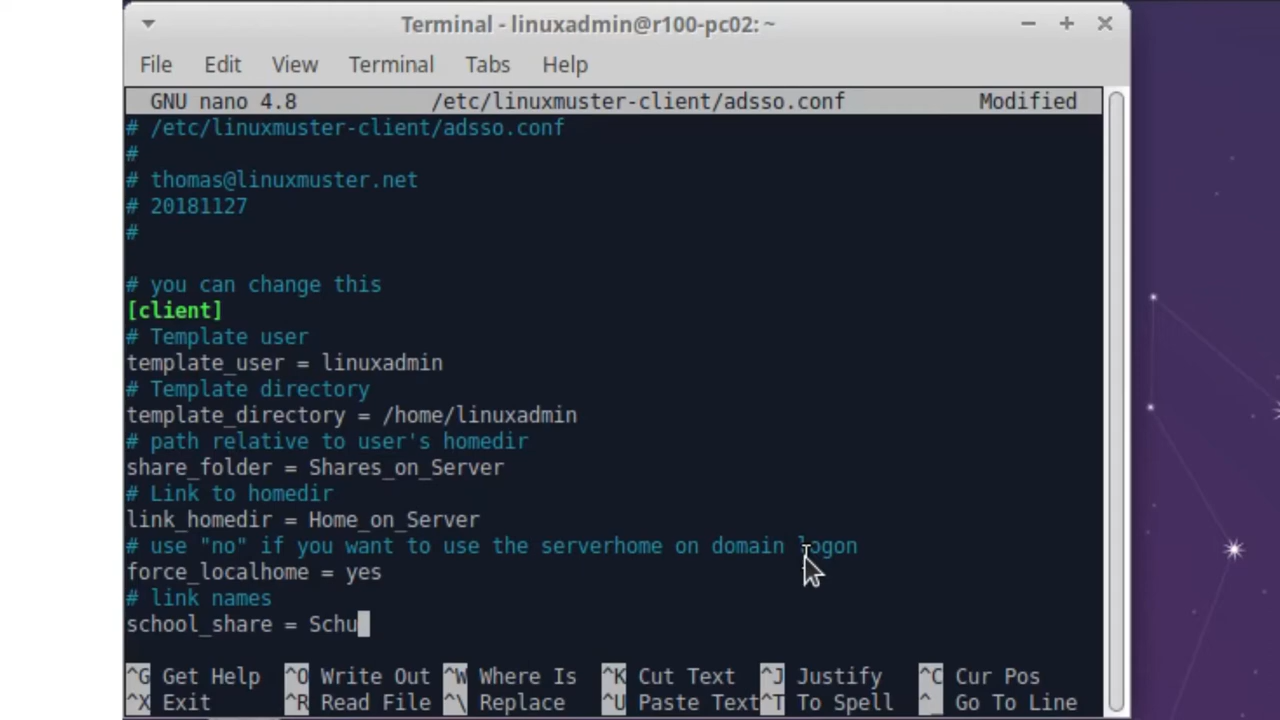 Terminal - linuxadmin@r100-pc02: ~
File Edit View Terminal Tabs Help
GNU nano 4.8 /etc/linuxmuster-client/adsso.conf Modified
# /etc/linuxmuster-client/adsso.conf
#
# thomas@linuxmuster.net
# 20181127
#
# you can change this
[client]
# Template user
template_user = linuxadmin
# Template directory
template_directory = /home/linuxadmin
# path relative to user's homedir
share_folder = Shares_on_Server
# Link to homedir
link_homedir = Home_on_Server
# use "no" if you want to use the serverhome on domain logon
force_localhome = yes
# link names
school_share = Schu
^G Get Help ^O Write Out ^W Where Is ^K Cut Text ^J Justify ^C Cur Pos
^X Exit ^R Read File ^\ Replace ^U Paste Text ^T To Spell ^_ Go To Line